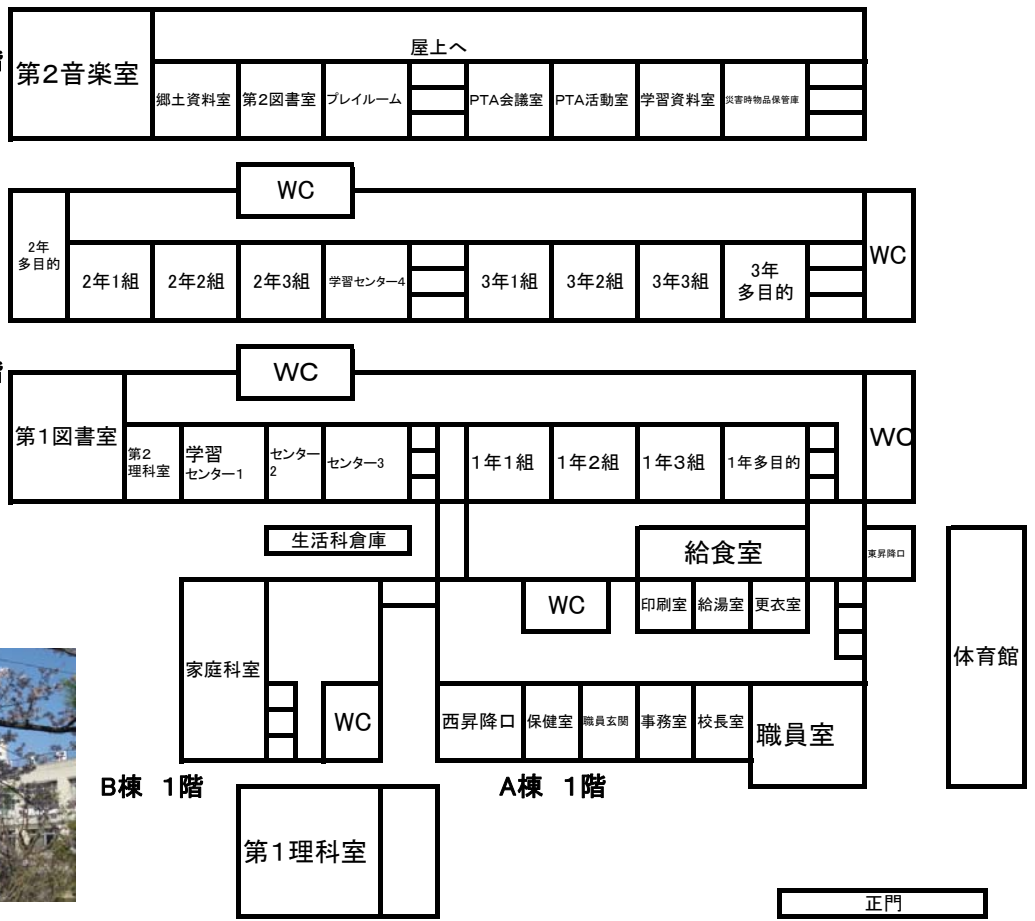 階
屋上へ
第2音楽室
郷土資料室
第2図書室
プレイルーム
PTA会議室
PTA活動室
学習資料室
災害時物品保管庫
WC
2年
多目的
2年1組
2年2組
2年3組
学習センター4
3年1組
3年2組
3年3組
3年
多目的
WC
WC
階
第1図書室
第2
理科室
学習
センター1
センター
2
センター3
1年1組
1年2組
1年3組
1年多目的
WC
生活科倉庫
給食室
東昇降口
WC
印刷室
給湯室
更衣室
体育館
家庭科室
WC
西昇降口
保健室
職員玄関
事務室
校長室
職員室
B棟 1階
A棟 1階
第1理科室
正門